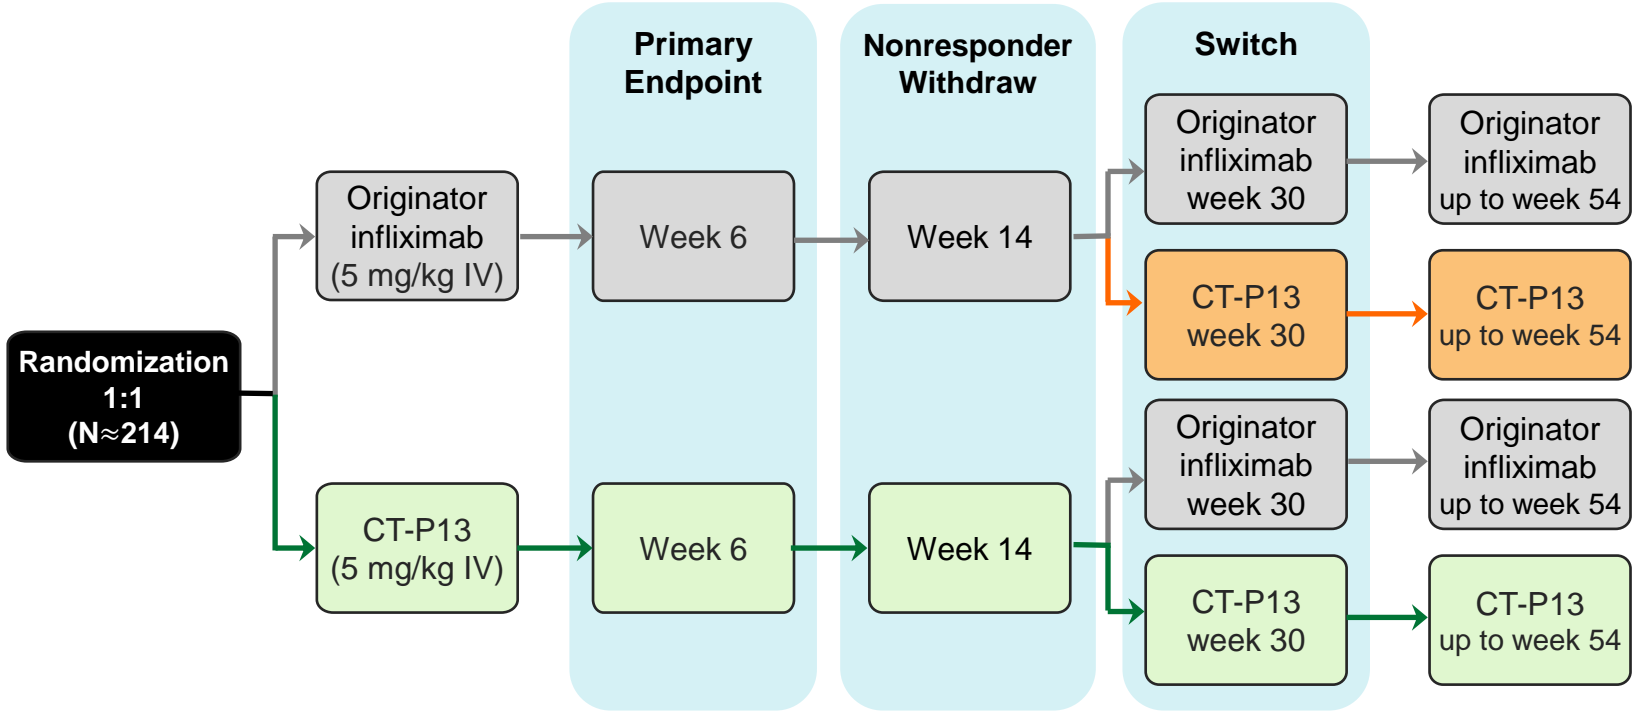 Primary
Endpoint
Nonresponder
Withdraw
Switch
Randomization
1:1
(N≈214)
Originator
infliximab
(5 mg/kg IV)
Week 6
Week 14
Originator
infliximab
week 30
Originator
infliximab
up to week 54
CT-P13
week 30
CT-P13
up to week 54
CT-P13
(5 mg/kg IV)
Week 6
Week 14
Originator
infliximab
week 30
Originator
infliximab
up to week 54
CT-P13
week 30
CT-P13
up to week 54